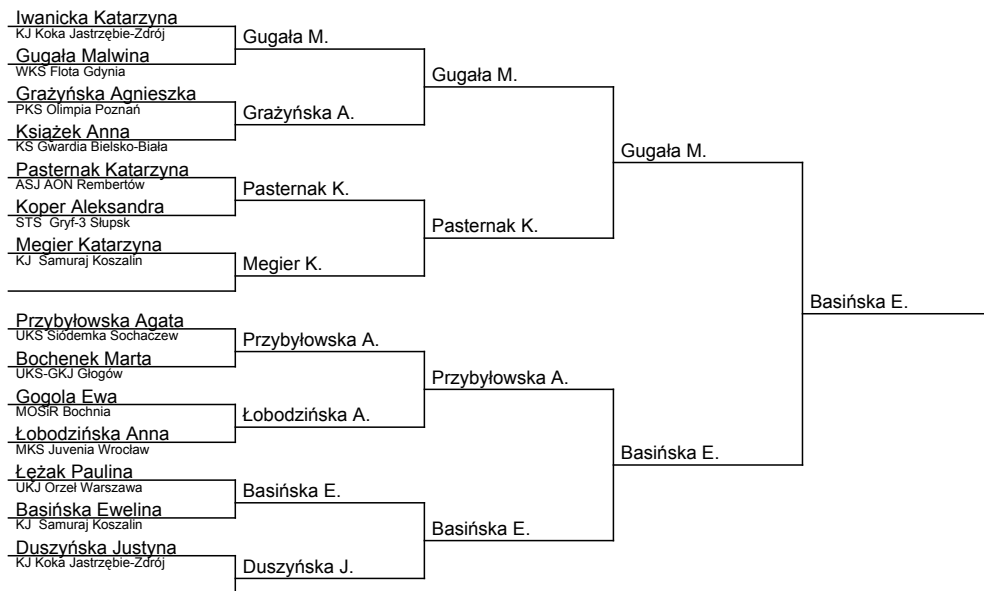 Iwanicka Katarzyna
KJ Koka Jastrzębie-Zdrój
Gugała M.
Gugała Malwina
WKS Flota Gdynia
Gugała M.
Grażyńska Agnieszka
PKS Olimpia Poznań
Grażyńska A.
Książek Anna
KS Gwardia Bielsko-Biała
Gugała M.
Pasternak Katarzyna
ASJ AON Rembertów
Pasternak K.
Koper Aleksandra
STS Gryf-3 Słupsk
Pasternak K.
Megier Katarzyna
KJ Samuraj Koszalin
Megier K.
Basińska E.
Przybyłowska Agata
UKS Siódemka Sochaczew
Przybyłowska A.
Bochenek Marta
UKS-GKJ Głogów
Przybyłowska A.
Gogola Ewa
MOSiR Bochnia
Łobodzińska A.
Łobodzińska Anna
MKS Juvenia Wrocław
Basińska E.
Łężak Paulina
UKJ Orzeł Warszawa
Basińska E.
Basińska Ewelina
KJ Samuraj Koszalin
Basińska E.
Duszyńska Justyna
KJ Koka Jastrzębie-Zdrój
Duszyńska J.